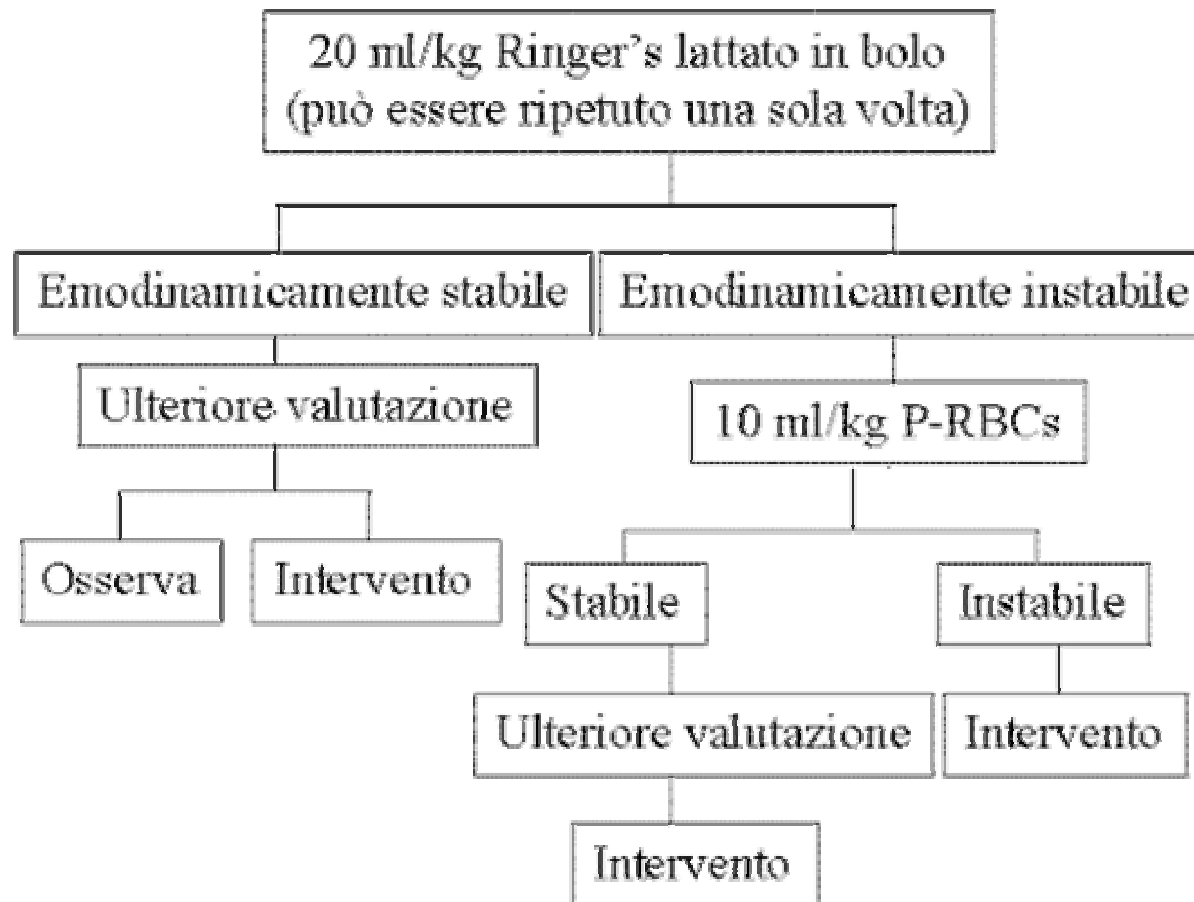 20 ml/kg Ringer's lattato in bolo
(può essere ripetuto una sola volta)
Emodinamicamente stabile
Emodinamicamente instabile
Ulteriore valutazione
10 ml/kg P-RBCs
Osserva
Intervento
Stabile
Instabile
Ulteriore valutazione
Intervento
Intervento